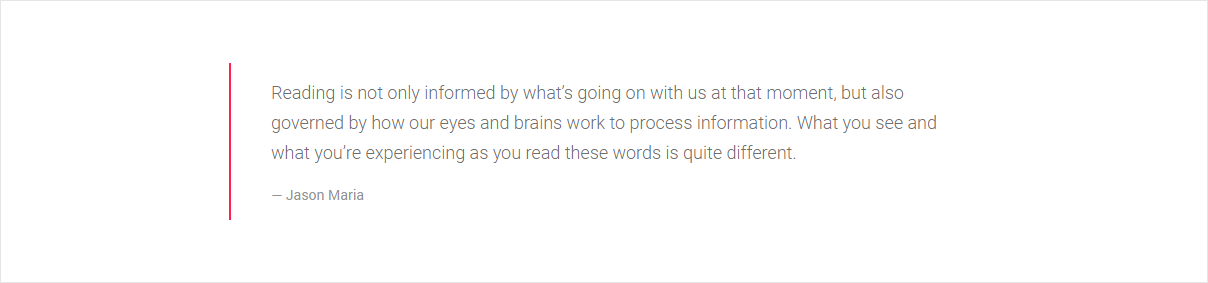 Reading is not only informed by what’s going on with us at that moment, but also
governed by how our eyes and brains work to process information. What you see and
what you’re experiencing as you read these words is quite different.
— Jason Maria